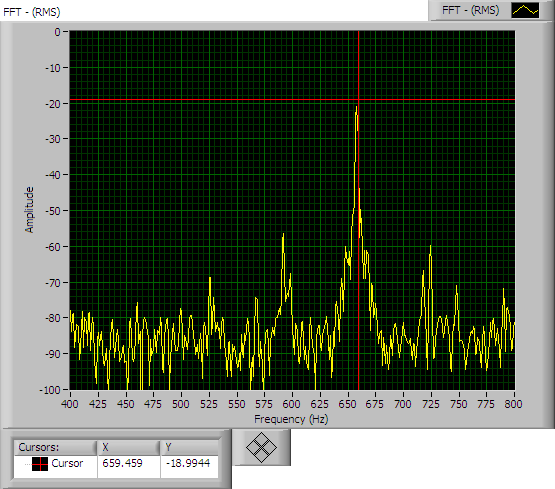 FFT - (RMS)
FFT - (RMS)
0
-10
-20
-30
-40
-50
-60
-70
-80
-90
-100
Amplitude
400 425 450 475 500 525 550 575 600 625 650 675 700 725 750 775 800
Frequency (Hz)
Cursors: X Y
Cursor 659.459 -18.9944